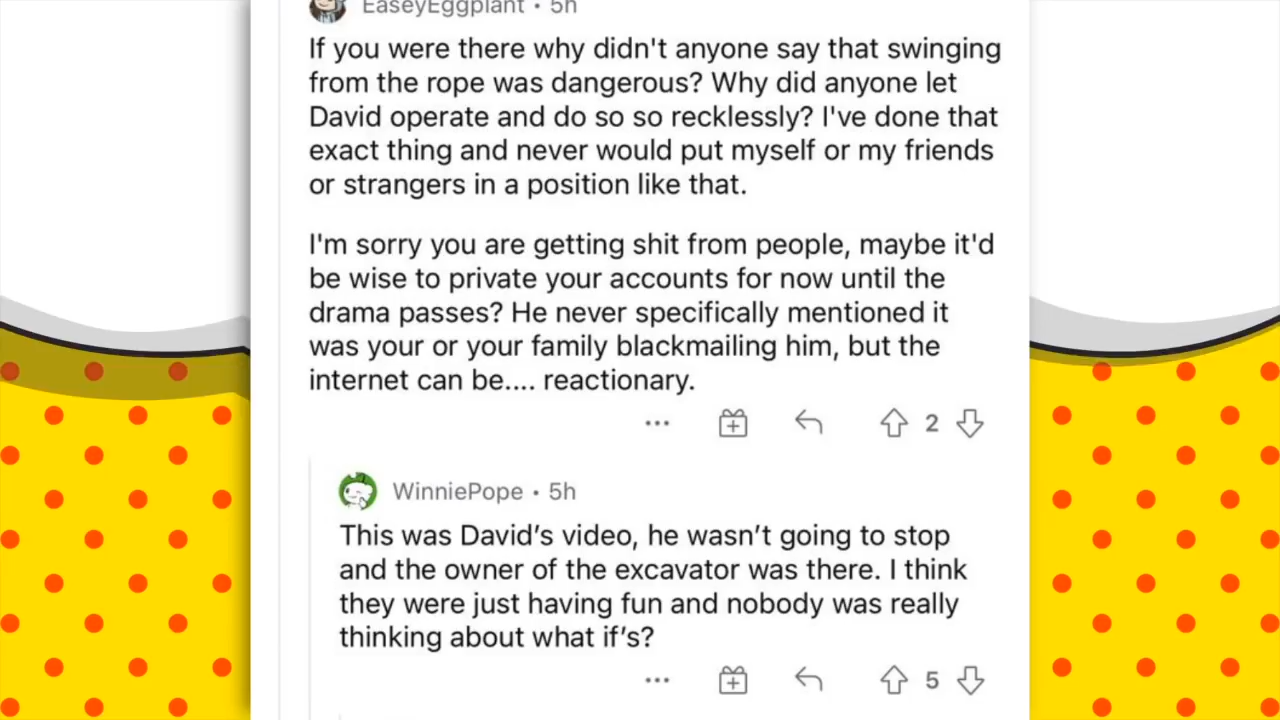 EaseyEggplant • 5h
If you were there why didn't anyone say that swinging
from the rope was dangerous? Why did anyone let
David operate and do so so recklessly? I've done that
exact thing and never would put myself or my friends
or strangers in a position like that.
I'm sorry you are getting shit from people, maybe it'd
be wise to private your accounts for now until the
drama passes? He never specifically mentioned it
was your or your family blackmailing him, but the
internet can be.... reactionary.
2
WinniePope • 5h
This was David’s video, he wasn’t going to stop
and the owner of the excavator was there. I think
they were just having fun and nobody was really
thinking about what if’s?
5